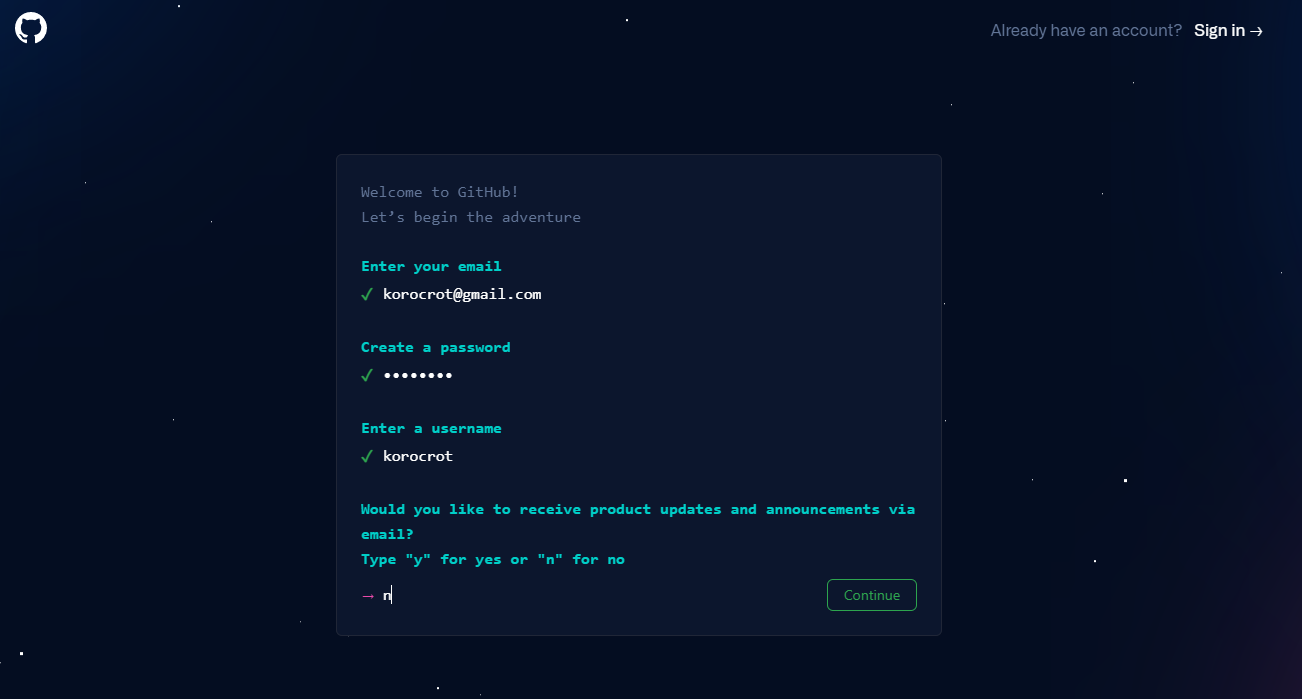 Already have an account? Sign in →
Welcome to GitHub!
Let’s begin the adventure
Enter your email
✓ korocrot@gmail.com
Create a password
✓ ••••••••
Enter a username
✓ korocrot
Would you like to receive product updates and announcements via
email?
Type "y" for yes or "n" for no
→ n
Continue